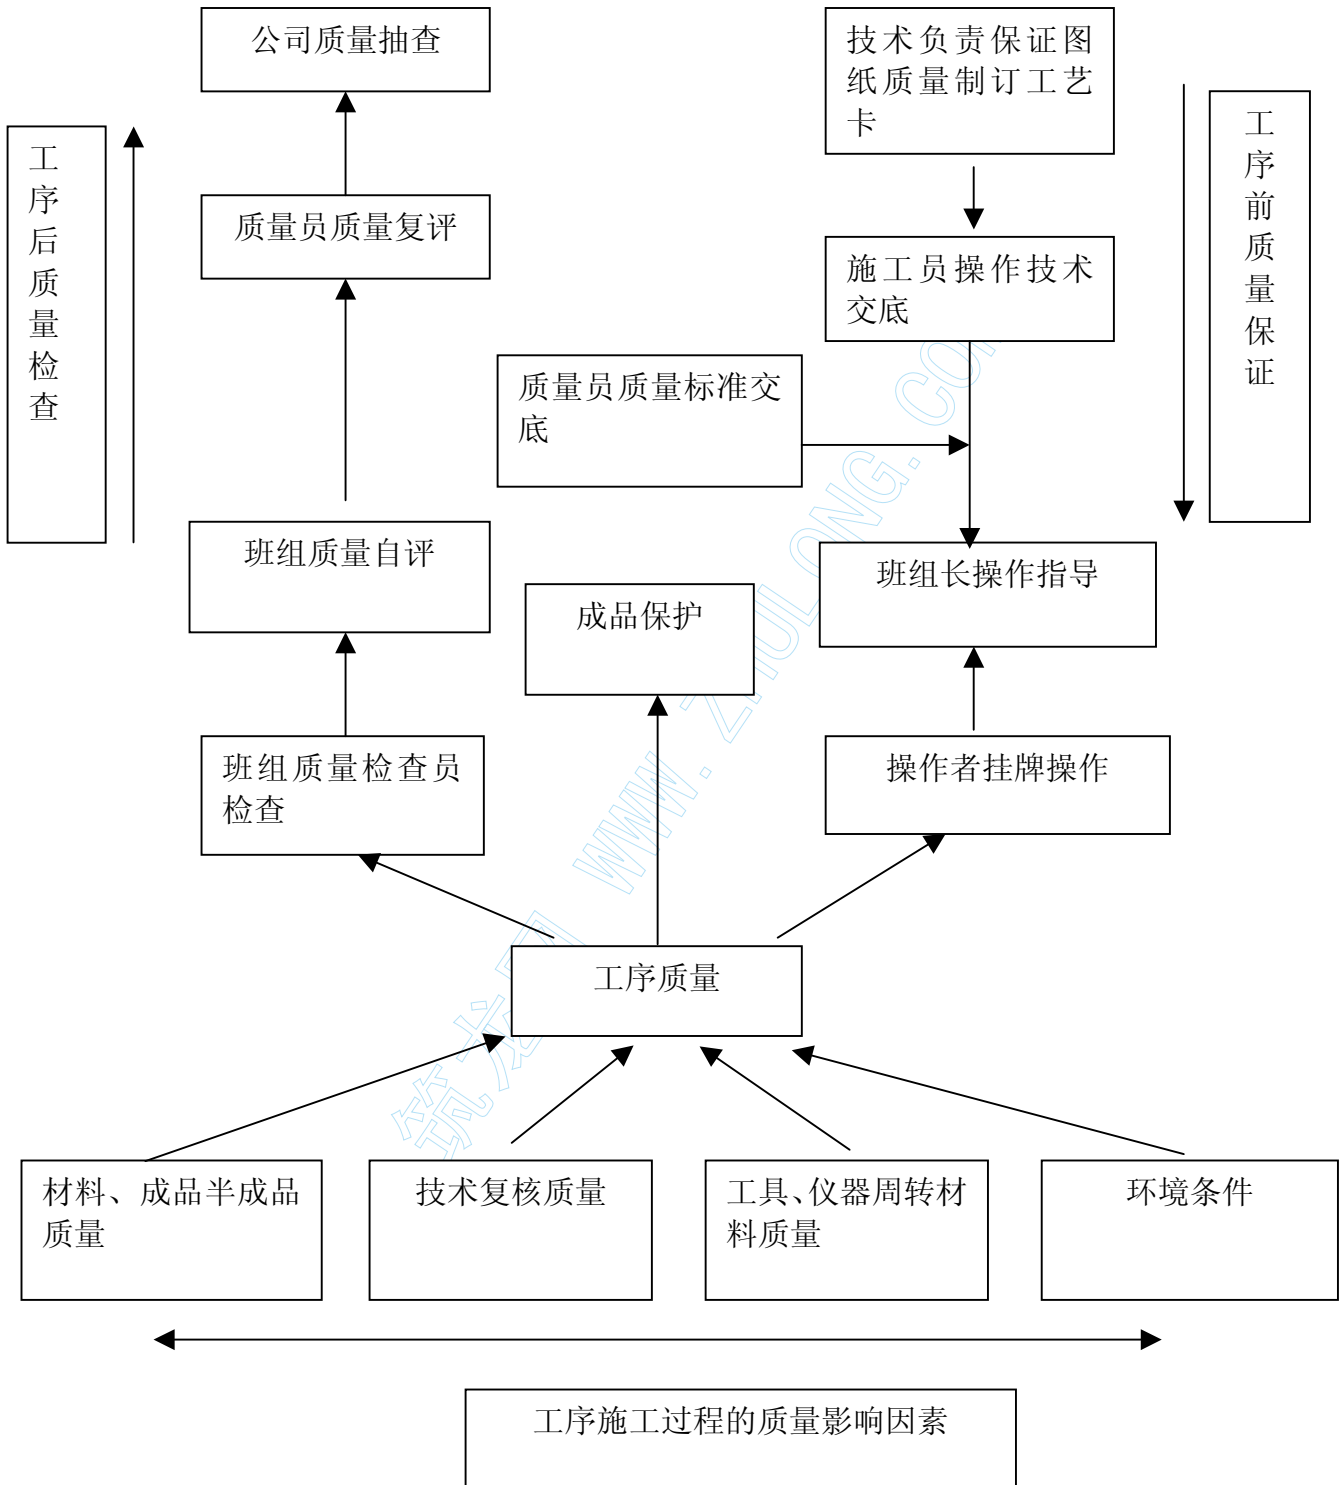 公司质量抽查
技术负责保证图
纸质量制订工艺
卡
工
序
后
质
量
检
查
工
序
前
质
量
保
证
质量员质量复评
施工员操作技术
交底
质量员质量标准交
底
班组质量自评
班组长操作指导
成品保护
班组质量检查员
检查
操作者挂牌操作
工序质量
材料、成品半成品
质量
技术复核质量
工具、仪器周转材
料质量
环境条件
工序施工过程的质量影响因素
筑龙网 WWW.ZHULONG.COM